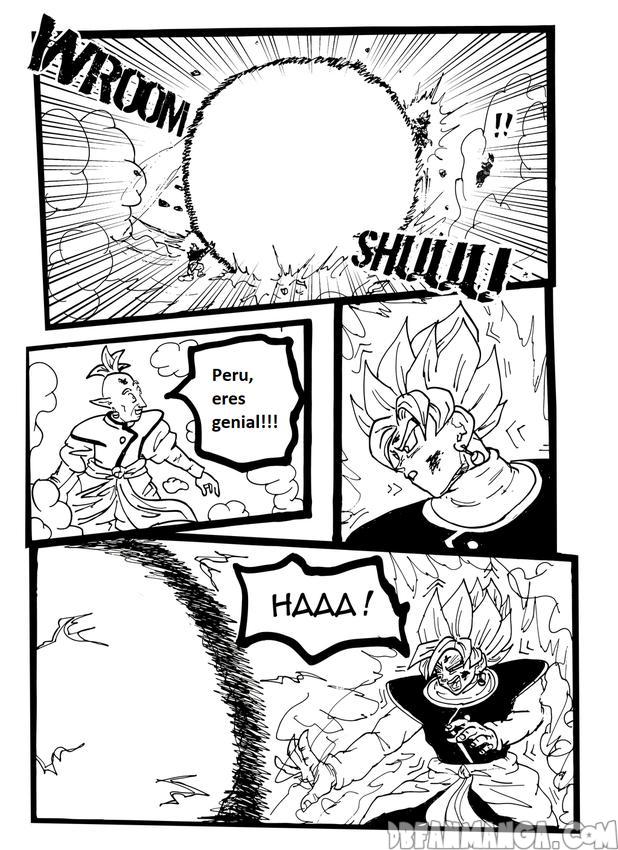 WROOM
!!
SHUUU!
Peru,
eres
genial!!!
HAAA!
DBFANMANGA.COM